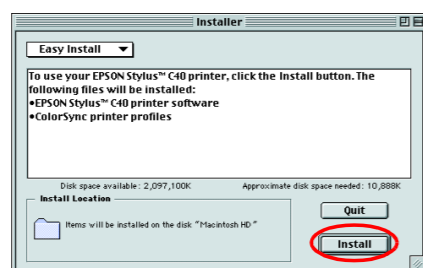 Installer
Easy Install
To use your EPSON Stylus™ C40 printer, click the Install button. The
following files will be installed:
•EPSON Stylus™ C40 printer software
•ColorSync printer profiles
Disk space available: 2,097,100K Approximate disk space needed: 10,888K
Install Location
Items will be installed on the disk "Macintosh HD"
Quit
Install